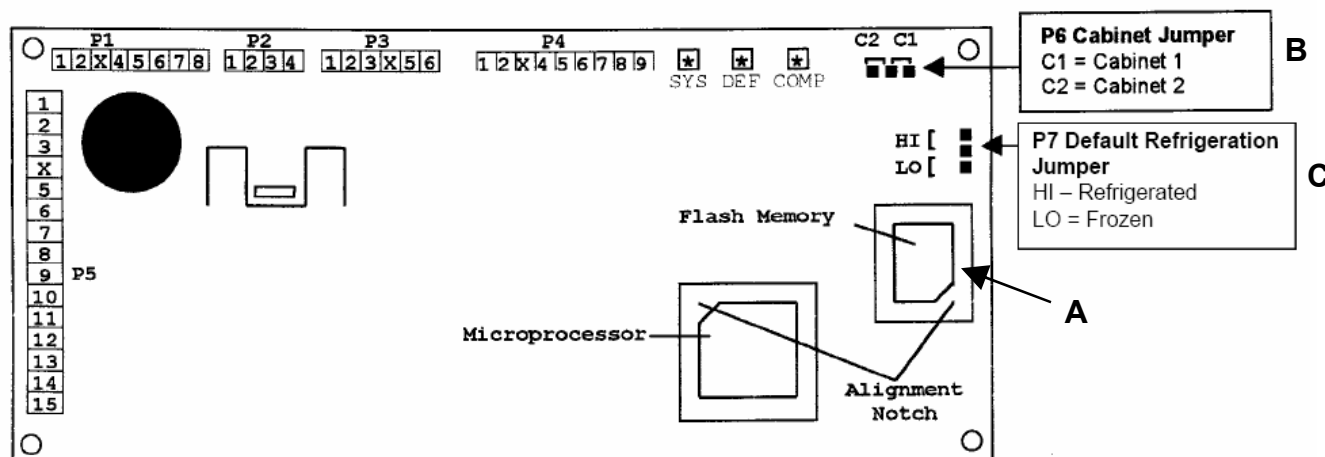 P1 P2 P3 P4
1 2 X 4 5 6 7 8
1 2 3 4
1 2 3 X 5 6
1 2 X 4 5 6 7 8 9
SYS DEF COMP
C2 C1
P6 Cabinet Jumper
C1 = Cabinet 1
C2 = Cabinet 2
B
HI [
LO [
P7 Default Refrigeration
Jumper
HI – Refrigerated
LO = Frozen
C
1
2
3
X
5
6
7
8
9
10
11
12
13
14
15
P5
Flash Memory
A
Microprocessor
Alignment
Notch